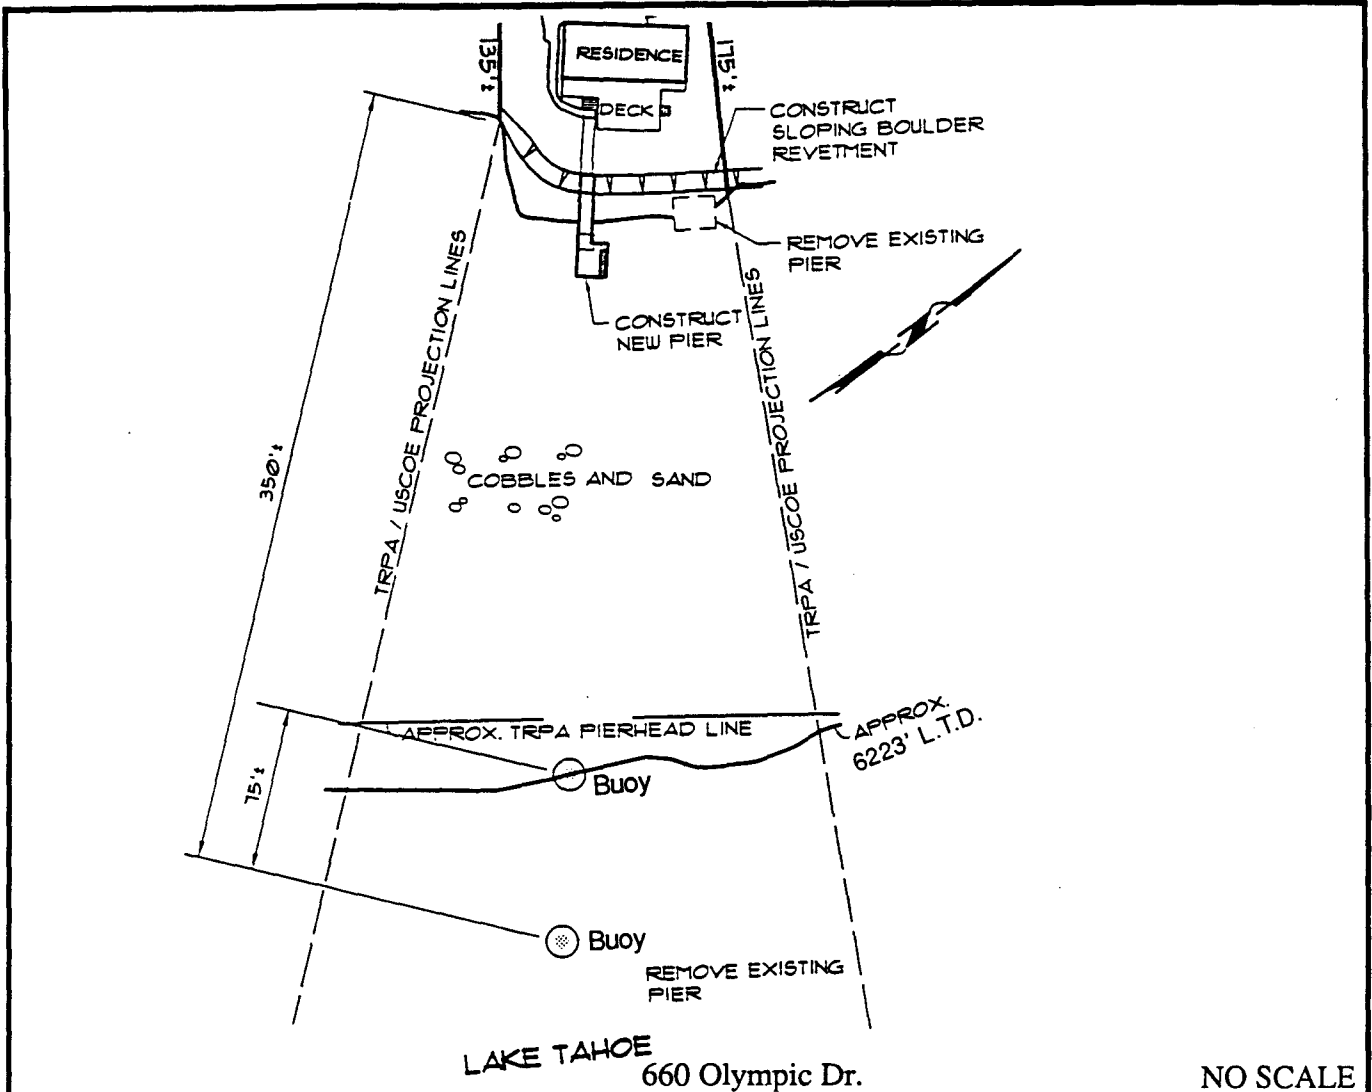 135'±
RESIDENCE
175'±
DECK
CONSTRUCT
SLOPING BOULDER
REVETMENT
REMOVE EXISTING
PIER
CONSTRUCT
NEW PIER
TRPA / USCOE PROJECTION LINES
TRPA / USCOE PROJECTION LINES
350'±
COBBLES AND SAND
APPROX. TRPA PIERHEAD LINE
APPROX.
6223' L.T.D.
75'±
Buoy
Buoy
REMOVE EXISTING
PIER
LAKE TAHOE
660 Olympic Dr.
NO SCALE